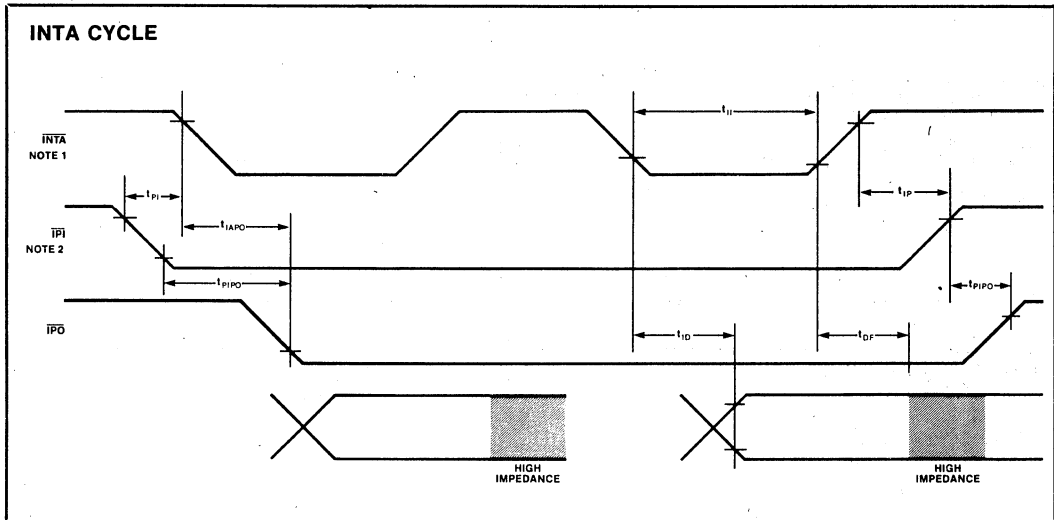 INTA CYCLE
tII
INTA
NOTE 1
tPI
tIP
tIAPO
IPI
NOTE 2
tPIPO
tPIPO
IPO
tID
tDF
HIGH
IMPEDANCE
HIGH
IMPEDANCE